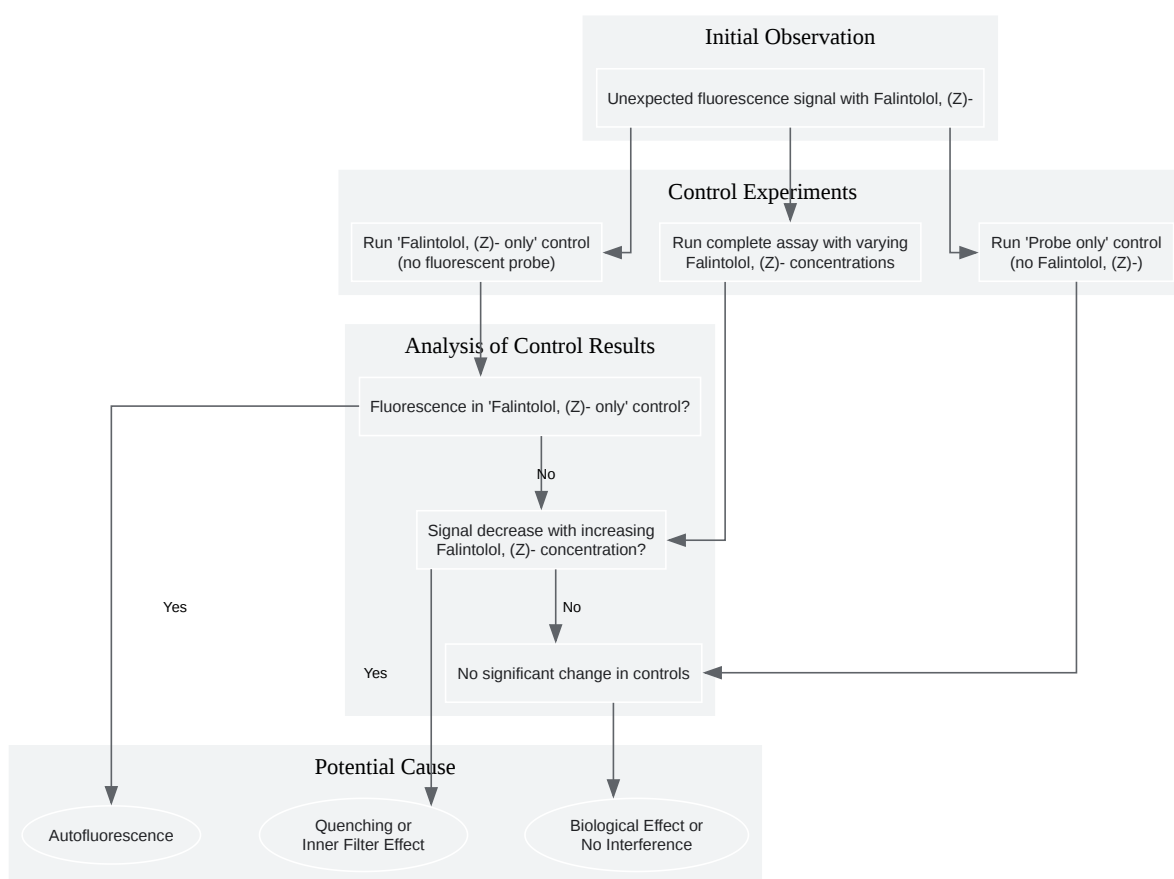 Initial Observation
Unexpected fluorescence signal with Falintolol, (Z)-
Control Experiments
Run 'Falintolol, (Z)- only' control
(no fluorescent probe)
Run complete assay with varying
Falintolol, (Z)- concentrations
Run 'Probe only' control
(no Falintolol, (Z)-)
Analysis of Control Results
Fluorescence in 'Falintolol, (Z)- only' control?
No
Signal decrease with increasing
Falintolol, (Z)- concentration?
Yes
No
Yes
No significant change in controls
Potential Cause
Autofluorescence
Quenching or
Inner Filter Effect
Biological Effect or
No Interference